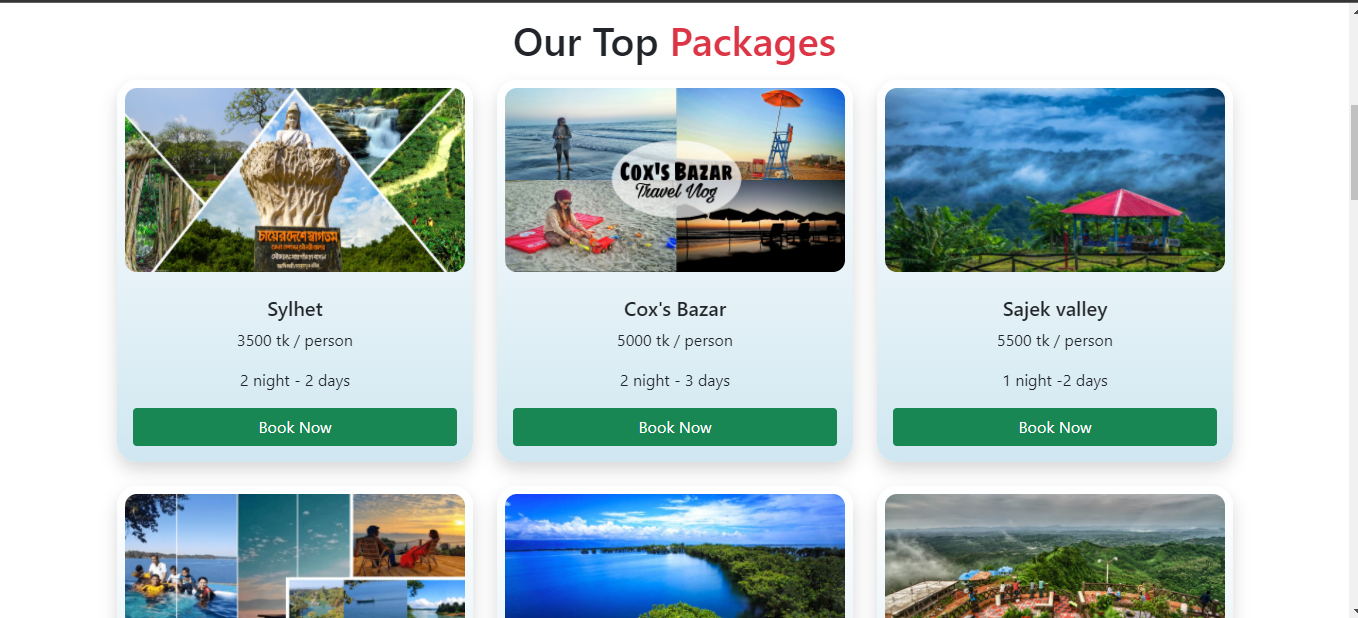 Our Top Packages
চায়ের দেশে স্বাগতম
COX'S BAZAR
Travel Vlog
Sylhet
Cox's Bazar
Sajek valley
3500 tk / person
5000 tk / person
5500 tk / person
2 night - 2 days
2 night - 3 days
1 night -2 days
Book Now
Book Now
Book Now